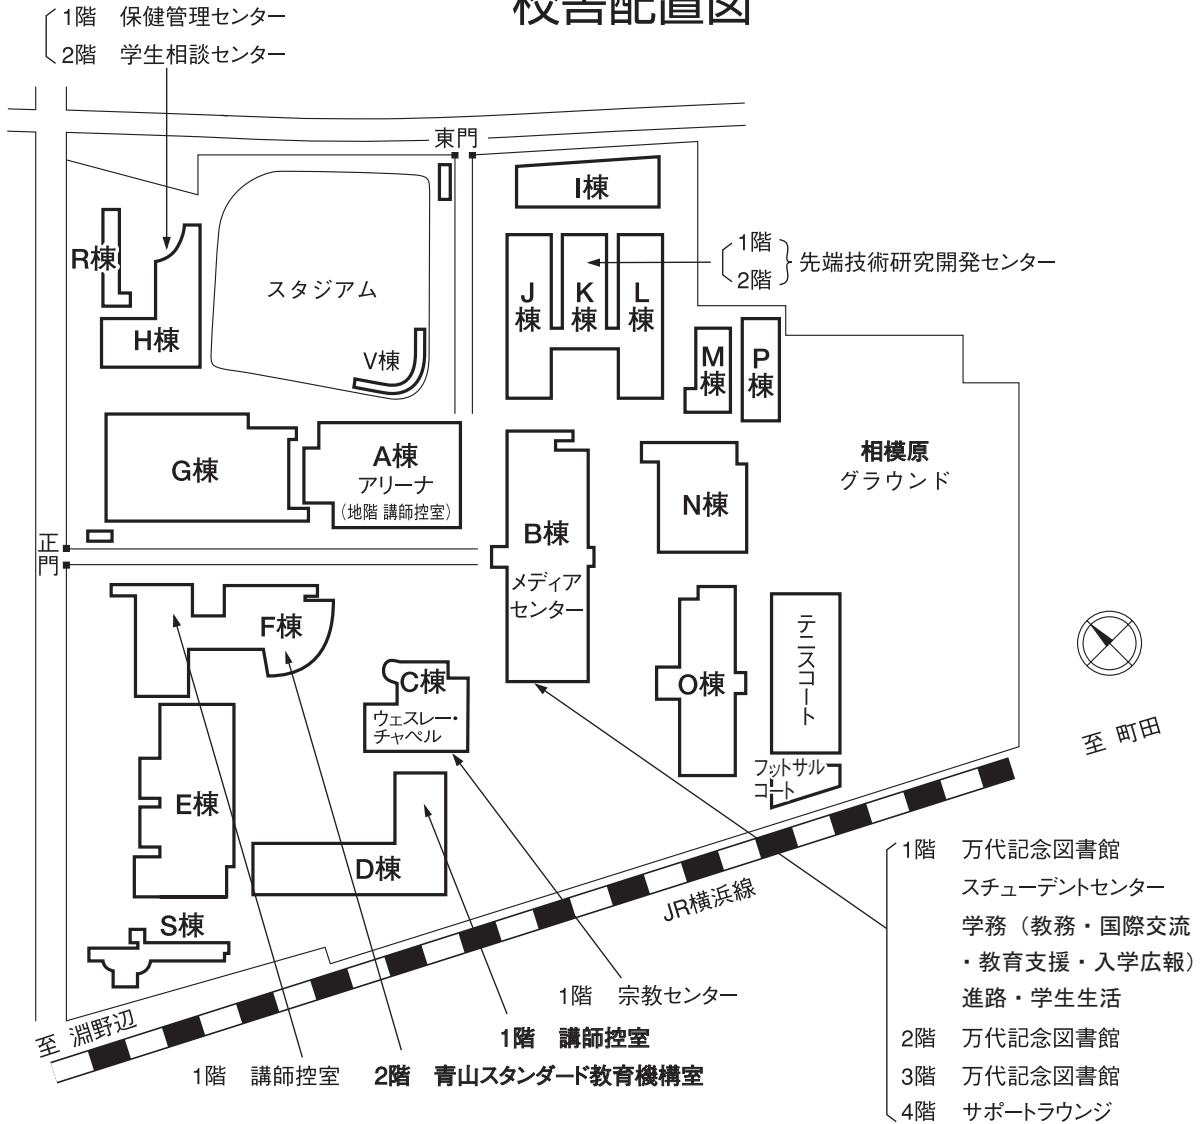 校舎配置図
1階 保健管理センター
2階 学生相談センター
東門
I棟
R棟
H棟
スタジアム
V棟
J棟
K棟
L棟
1階
2階
先端技術研究開発センター
M棟
P棟
G棟
A棟
アリーナ
(地階 講師控室)
B棟
メディア
センター
N棟
相模原
グラウンド
正門
F棟
C棟
ウェスレー・
チャペル
O棟
テニスコート
フットサル
コート
至 町田
E棟
D棟
S棟
JR横浜線
至 淵野辺
1階 宗教センター
1階 講師控室
1階 講師控室
2階 青山スタンダード教育機構室
1階 万代記念図書館
スチューデントセンター
学務(教務・国際交流
・教育支援・入学広報)
進路・学生生活
2階 万代記念図書館
3階 万代記念図書館
4階 サポートラウンジ